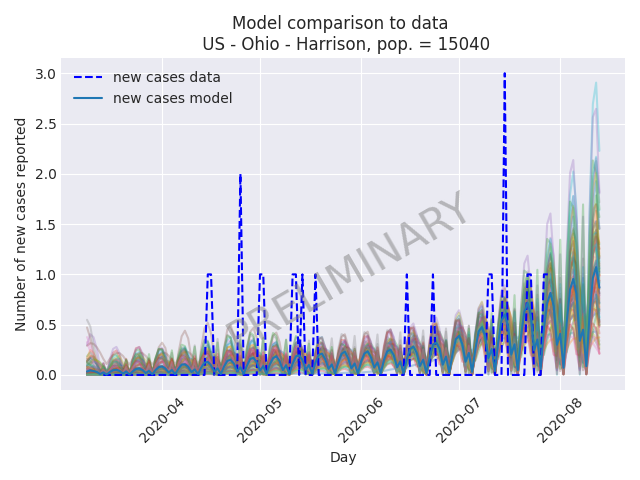 Model comparison to data
US - Ohio - Harrison, pop. = 15040
new cases data
new cases model
Number of new cases reported
3.0
2.5
2.0
1.5
1.0
0.5
0.0
PRELIMINARY
2020-04
2020-05
2020-06
2020-07
2020-08
Day